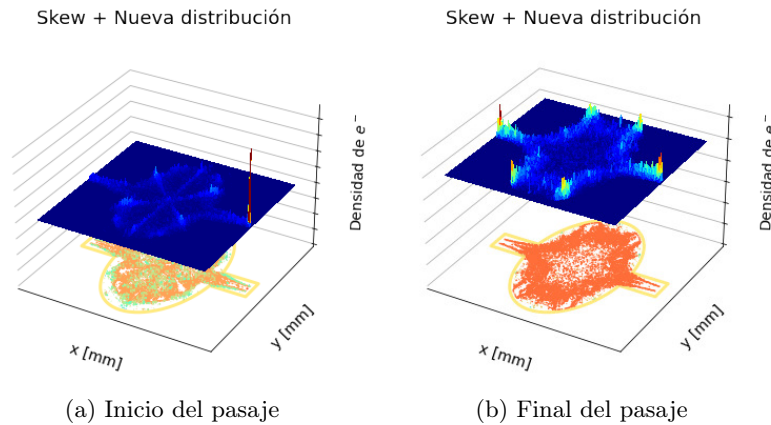 Skew + Nueva distribución
Skew + Nueva distribución
Densidad de e⁻
x [mm]
y [mm]
Densidad de e⁻
x [mm]
y [mm]
(a) Inicio del pasaje
(b) Final del pasaje